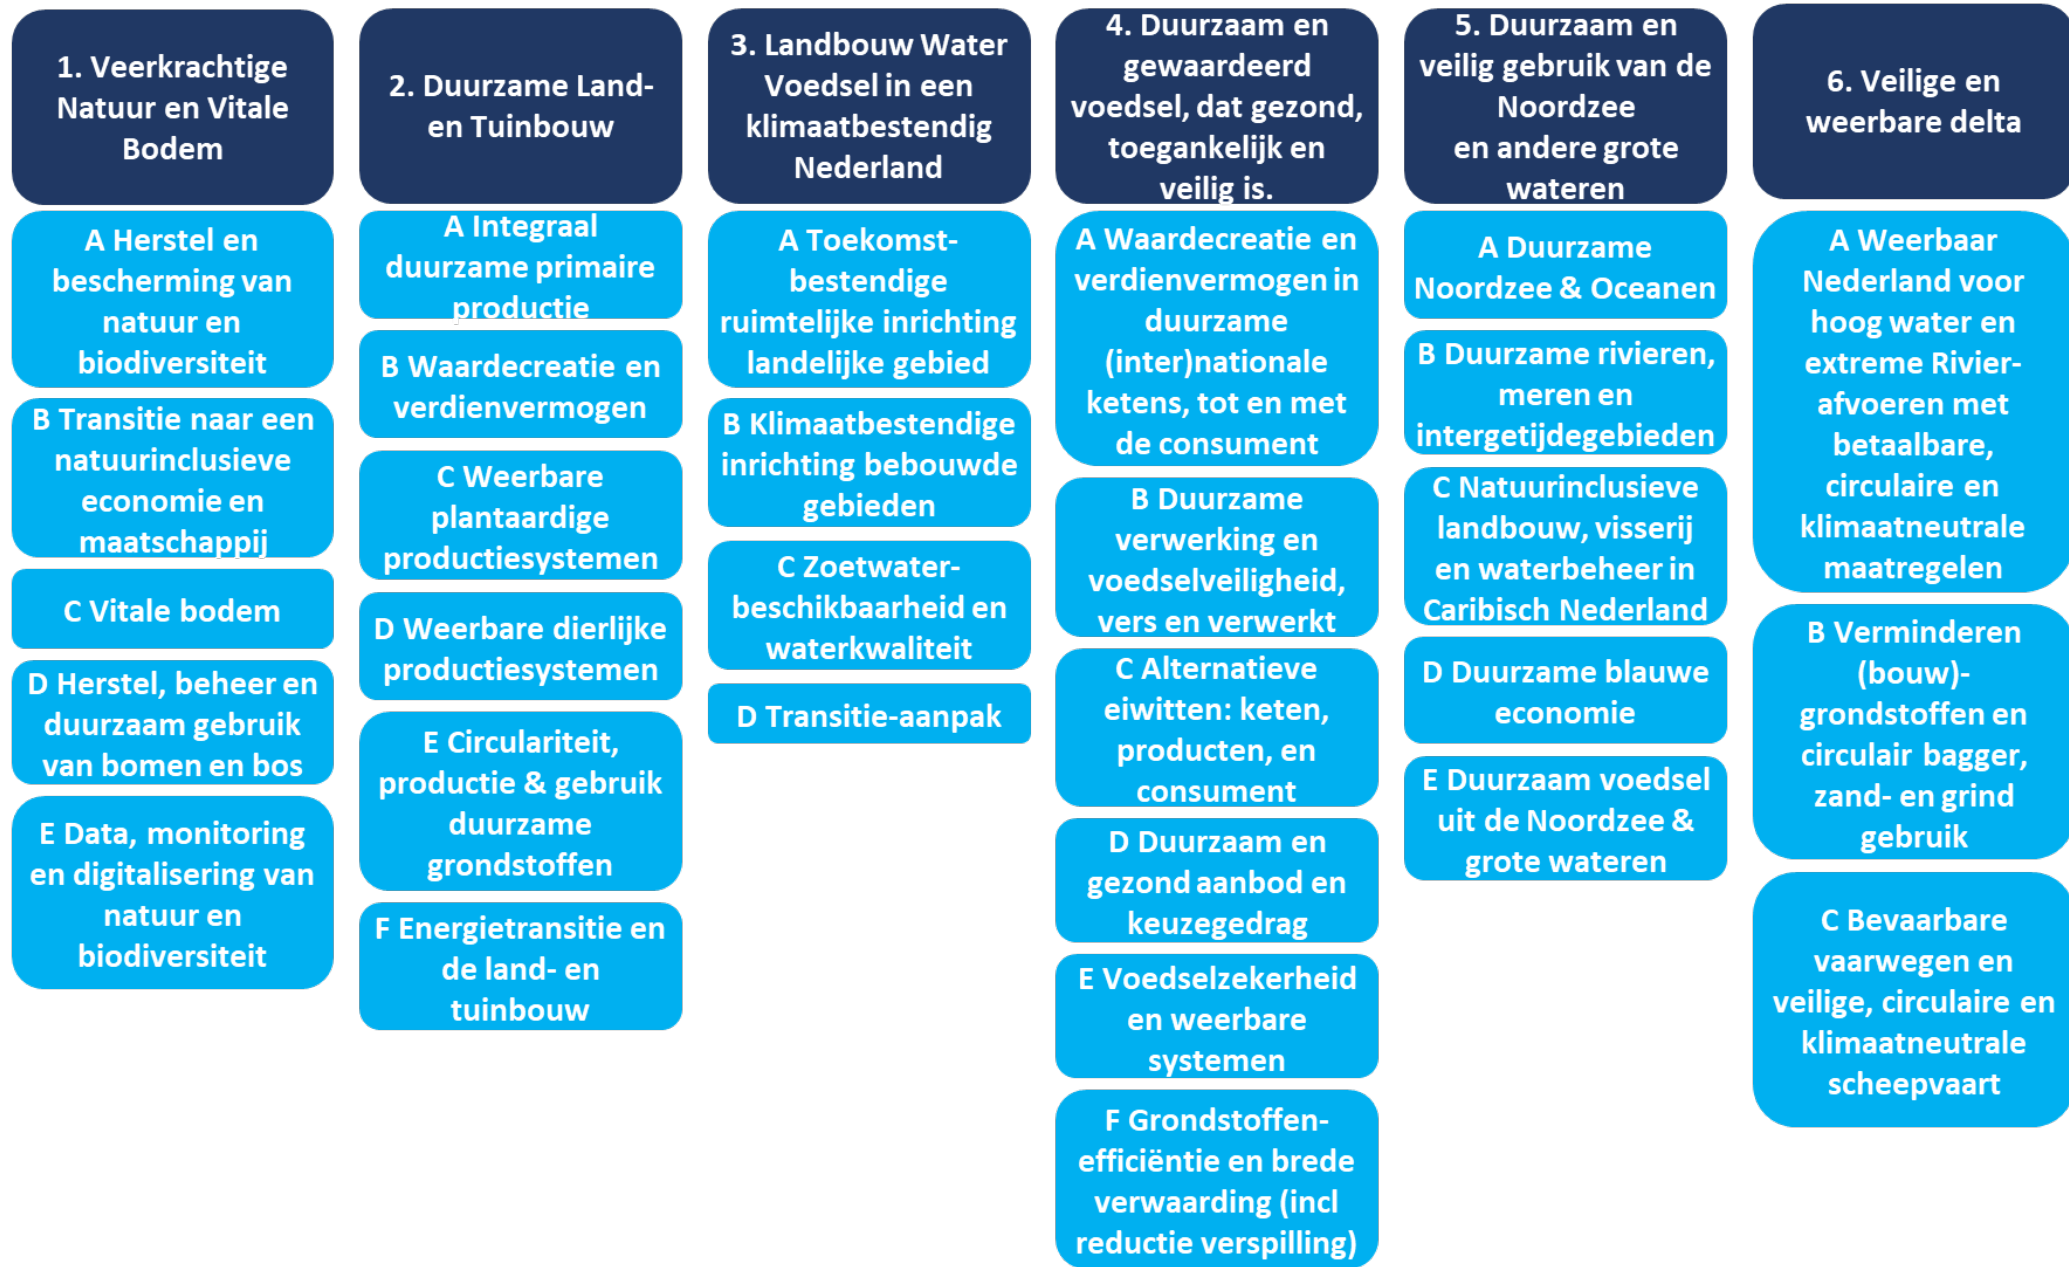 1. Veerkrachtige
Natuur en Vitale
Bodem
A Herstel en
bescherming van
natuur en
biodiversiteit
B Transitie naar een
natuurinclusieve
economie en
maatschappij
C Vitale bodem
D Herstel, beheer en
duurzaam gebruik
van bomen en bos
E Data, monitoring
en digitalisering van
natuur en
biodiversiteit
2. Duurzame Land-
en Tuinbouw
A Integraal
duurzame primaire
productie
B Waardecreatie en
verdienvermogen
C Weerbare
plantaardige
productiesystemen
D Weerbare dierlijke
productiesystemen
E Circulariteit,
productie & gebruik
duurzame
grondstoffen
F Energietransitie en
de land- en
tuinbouw
3. Landbouw Water
Voedsel in een
klimaatbestendig
Nederland
A Toekomst-
bestendige
ruimtelijke inrichting
landelijke gebied
B Klimaatbestendige
inrichting bebouwde
gebieden
C Zoetwater-
beschikbaarheid en
waterkwaliteit
D Transitie-aanpak
4. Duurzaam en
gewaardeerd
voedsel, dat gezond,
toegankelijk en
veilig is.
A Waardecreatie en
verdienvermogen in
duurzame
(inter)nationale
ketens, tot en met
de consument
B Duurzame
verwerking en
voedselveiligheid,
vers en verwerkt
C Alternatieve
eiwitten: keten,
producten, en
consument
D Duurzaam en
gezond aanbod en
keuzegedrag
E Voedselzekerheid
en weerbare
systemen
F Grondstoffen-
efficiëntie en brede
verwaarding (incl
reductie verspilling)
5. Duurzaam en
veilig gebruik van de
Noordzee
en andere grote
wateren
A Duurzame
Noordzee & Oceanen
B Duurzame rivieren,
meren en
intergetijdegebieden
C Natuurinclusieve
landbouw, visserij
en waterbeheer in
Caribisch Nederland
D Duurzame blauwe
economie
E Duurzaam voedsel
uit de Noordzee &
grote wateren
6. Veilige en
weerbare delta
A Weerbaar
Nederland voor
hoog water en
extreme Rivier-
afvoeren met
betaalbare,
circulaire en
klimaatneutrale
maatregelen
B Verminderen
(bouw)-
grondstoffen en
circulair bagger,
zand- en grind
gebruik
C Bevaarbare
vaarwegen en
veilige, circulaire en
klimaatneutrale
scheepvaart